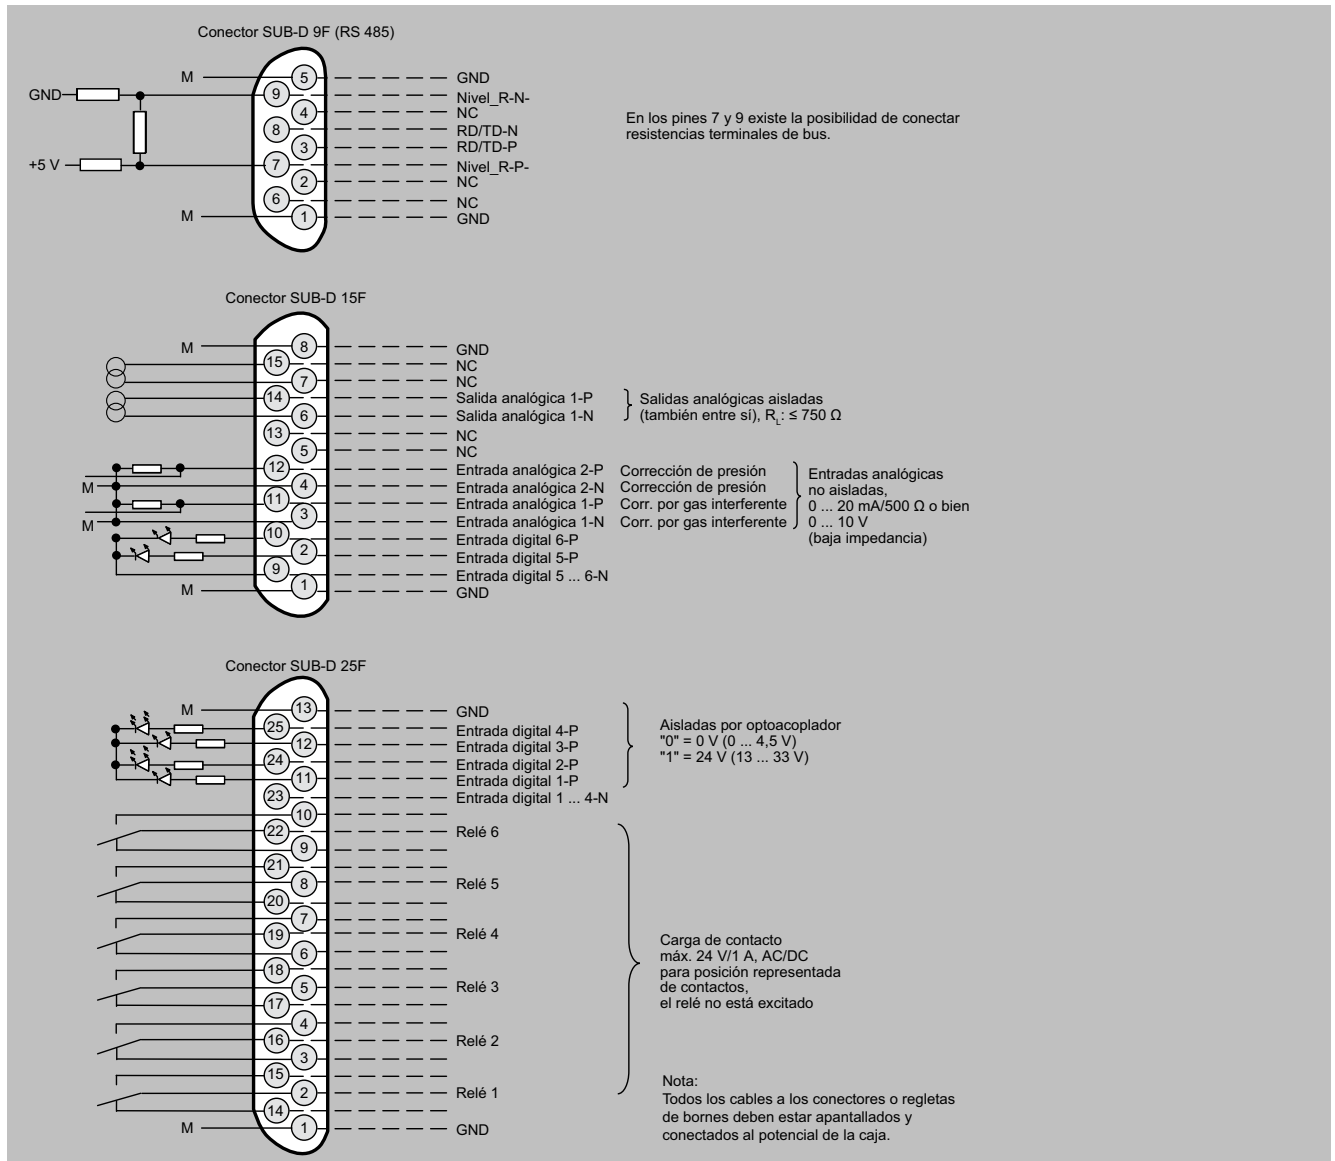 Conector SUB-D 9F (RS 485)
M 5 GND
GND 9 Nivel_R-N-
4 NC
8 RD/TD-N
3 RD/TD-P
+5 V 7 Nivel_R-P-
2 NC
6 NC
M 1 GND
En los pines 7 y 9 existe la posibilidad de conectar
resistencias terminales de bus.
Conector SUB-D 15F
M 8 GND
15 NC
7 NC
14 Salida analógica 1-P
6 Salida analógica 1-N
Salidas analógicas aisladas
(también entre sí), RL: ≤ 750 Ω
13 NC
5 NC
12 Entrada analógica 2-P Corrección de presión
M 4 Entrada analógica 2-N Corrección de presión
11 Entrada analógica 1-P Corr. por gas interferente
M 3 Entrada analógica 1-N Corr. por gas interferente
Entradas analógicas
no aisladas,
0 ... 20 mA/500 Ω o bien
0 ... 10 V
(baja impedancia)
10 Entrada digital 6-P
2 Entrada digital 5-P
9 Entrada digital 5 ... 6-N
M 1 GND
Conector SUB-D 25F
M 13 GND
25 Entrada digital 4-P
12 Entrada digital 3-P
24 Entrada digital 2-P
11 Entrada digital 1-P
23 Entrada digital 1 ... 4-N
Aisladas por optoacoplador
"0" = 0 V (0 ... 4,5 V)
"1" = 24 V (13 ... 33 V)
10
22 Relé 6
9
21
8 Relé 5
20
7
19 Relé 4
6
18
5 Relé 3
17
4
16 Relé 2
3
15
2 Relé 1
14
M 1 GND
Carga de contacto
máx. 24 V/1 A, AC/DC
para posición representada
de contactos,
el relé no está excitado
Nota:
Todos los cables a los conectores o regletas
de bornes deben estar apantallados y
conectados al potencial de la caja.